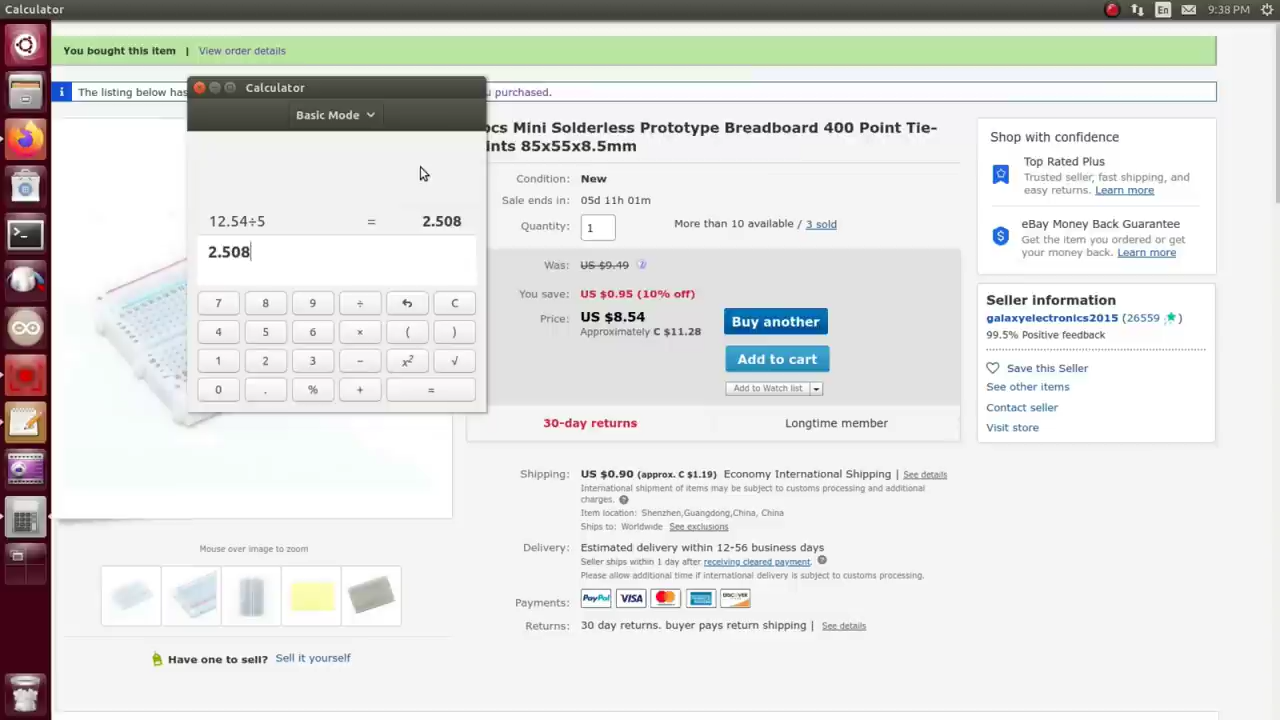 Calculator
En
9:38 PM
You bought this item | View order details
The listing below has
u purchased.
Calculator
Basic Mode
12.54÷5 = 2.508
2.508
7 8 9 ÷ C
4 5 6 × ( )
1 2 3 − x² √
0 . % + =
cs Mini Solderless Prototype Breadboard 400 Point Tie-
ints 85x55x8.5mm
Condition: New
Sale ends in: 05d 11h 01m
Quantity: 1 More than 10 available / 3 sold
Was: US $9.49
You save: US $0.95 (10% off)
Price: US $8.54
Approximately C $11.28
Buy another
Add to cart
Add to Watch list
30-day returns
Longtime member
Shipping: US $0.90 (approx. C $1.19) Economy International Shipping | See details
International shipment of items may be subject to customs processing and additional
charges.
Item location: Shenzen,Guangdong,China, China
Ships to: Worldwide See exclusions
Delivery: Estimated delivery within 12-56 business days
Seller ships within 1 day after receiving cleared payment.
Please allow additional time if international delivery is subject to customs processing.
Payments: PayPal VISA MasterCard DISCOVER
Returns: 30 day returns. buyer pays return shipping | See details
Shop with confidence
Top Rated Plus
Trusted seller, fast shipping, and
easy returns. Learn more
eBay Money Back Guarantee
Get the item you ordered or get
your money back. Learn more
Seller information
galaxyelectronics2015 (26559 )
99.5% Positive feedback
Save this Seller
See other items
Contact seller
Visit store
Mouse over image to zoom
Have one to sell? Sell it yourself